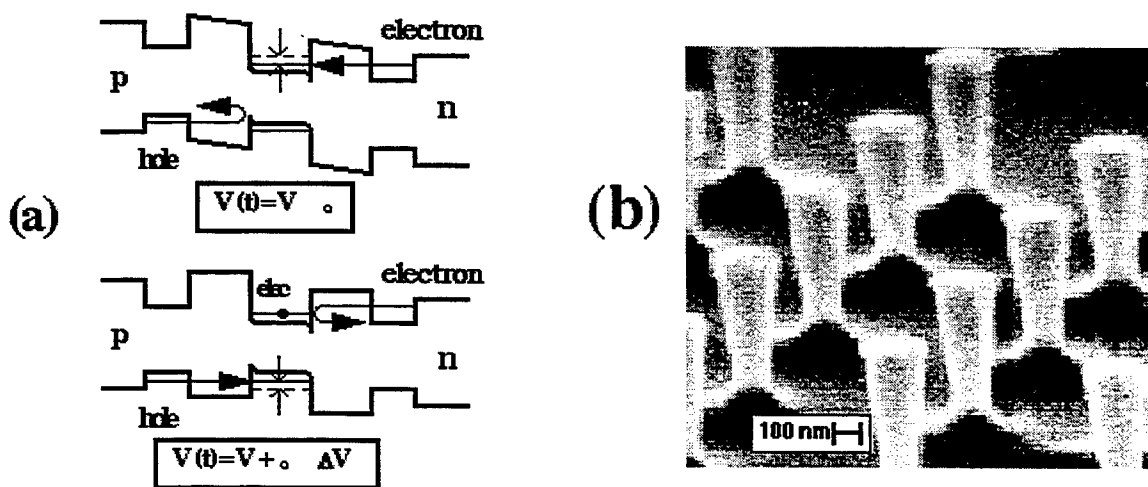 electron
p
n
hole
V(t)=V o
(a)
electron
elec
p
n
hole
V(t)=V+o ΔV
(b)
100 nm